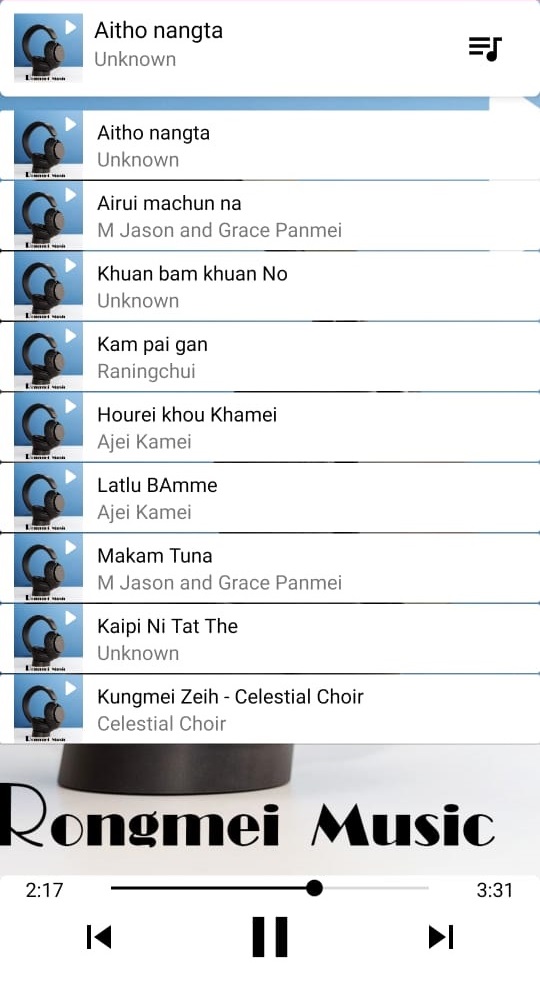 Aitho nangta
Unknown
Aitho nangta
Unknown
Airui machun na
M Jason and Grace Panmei
Khuan bam khuan No
Unknown
Kam pai gan
Raningchui
Hourei khou Khamei
Ajei Kamei
Latlu BAmme
Ajei Kamei
Makam Tuna
M Jason and Grace Panmei
Kaipi Ni Tat The
Unknown
Kungmei Zeih - Celestial Choir
Celestial Choir
Rongmei Music
2:17
3:31